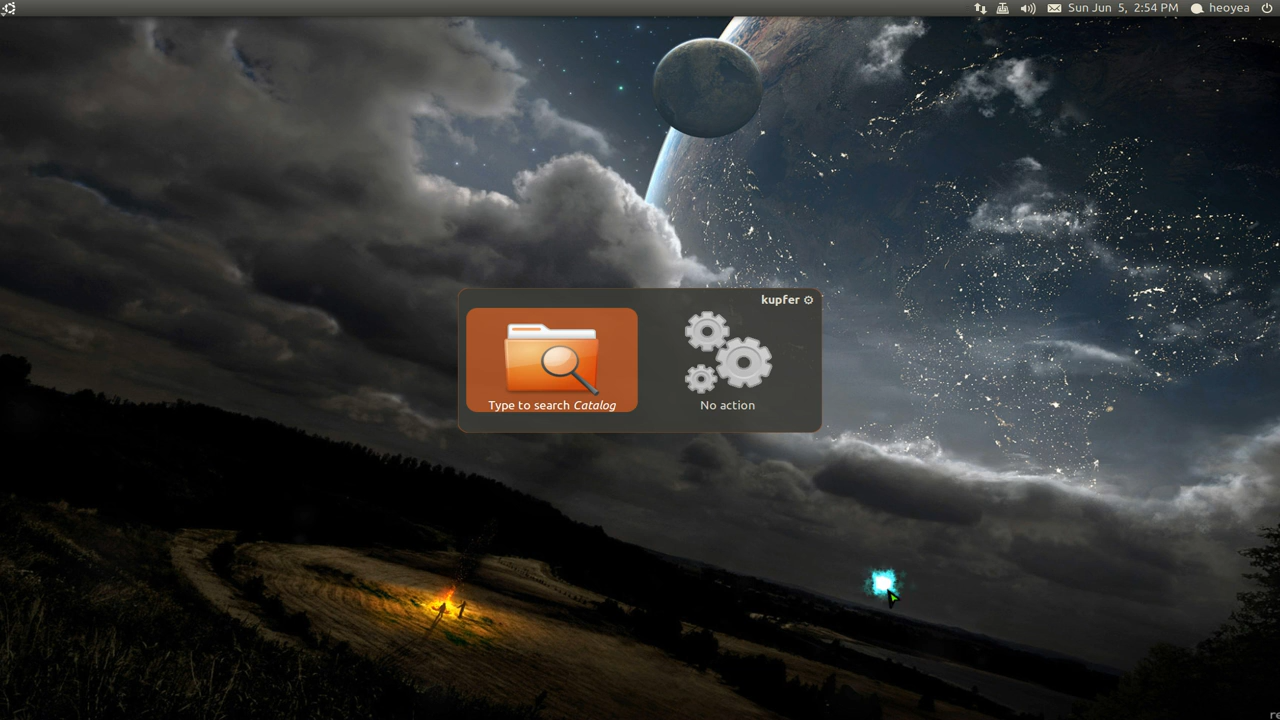 Sun Jun 5, 2:54 PM heoyea
kupfer
Type to search Catalog
No action